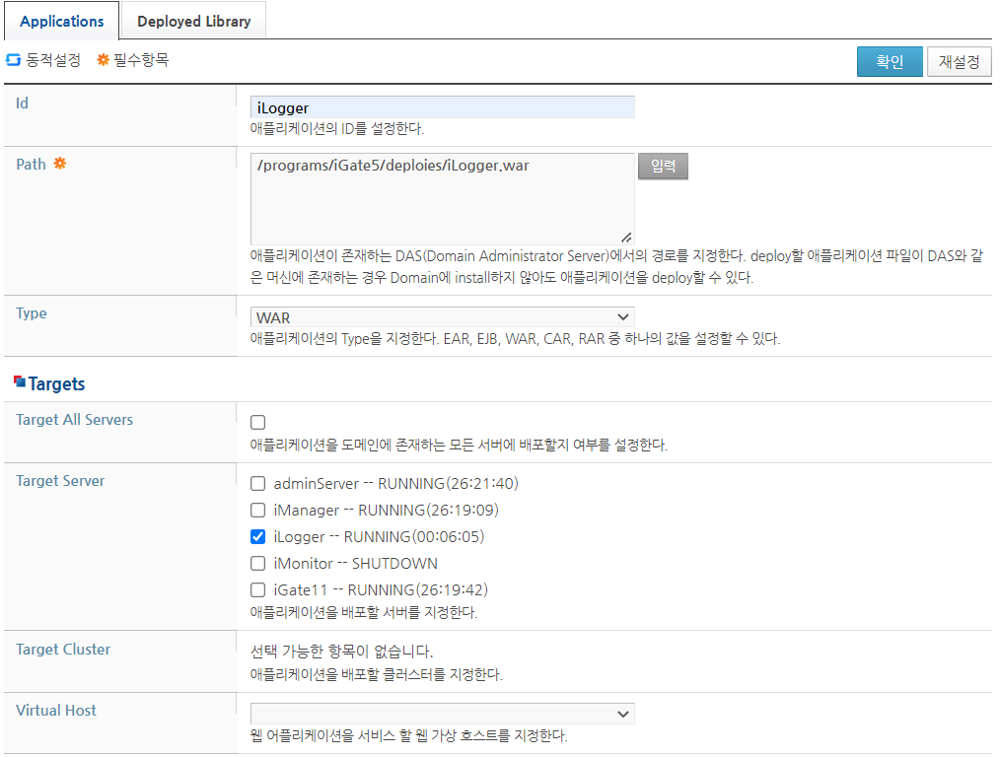 Applications Deployed Library
동적설정 필수항목 확인 재설정
Id iLogger
애플리케이션의 ID를 설정한다.
Path /programs/iGate5/deploies/iLogger.war 입력
애플리케이션이 존재하는 DAS(Domain Administrator Server)에서의 경로를 지정한다. deploy할 애플리케이션 파일이 DAS와 같
은 머신에 존재하는 경우 Domain에 install하지 않아도 애플리케이션을 deploy할 수 있다.
Type WAR
애플리케이션의 Type을 지정한다. EAR, EJB, WAR, CAR, RAR 중 하나의 값을 설정할 수 있다.
Targets
Target All Servers
애플리케이션을 도메인에 존재하는 모든 서버에 배포할지 여부를 설정한다.
Target Server adminServer -- RUNNING(26:21:40)
iManager -- RUNNING(26:19:09)
iLogger -- RUNNING(00:06:05)
iMonitor -- SHUTDOWN
iGate11 -- RUNNING(26:19:42)
애플리케이션을 배포할 서버를 지정한다.
Target Cluster 선택 가능한 항목이 없습니다.
애플리케이션을 배포할 클러스터를 지정한다.
Virtual Host
웹 어플리케이션을 서비스 할 웹 가상 호스트를 지정한다.